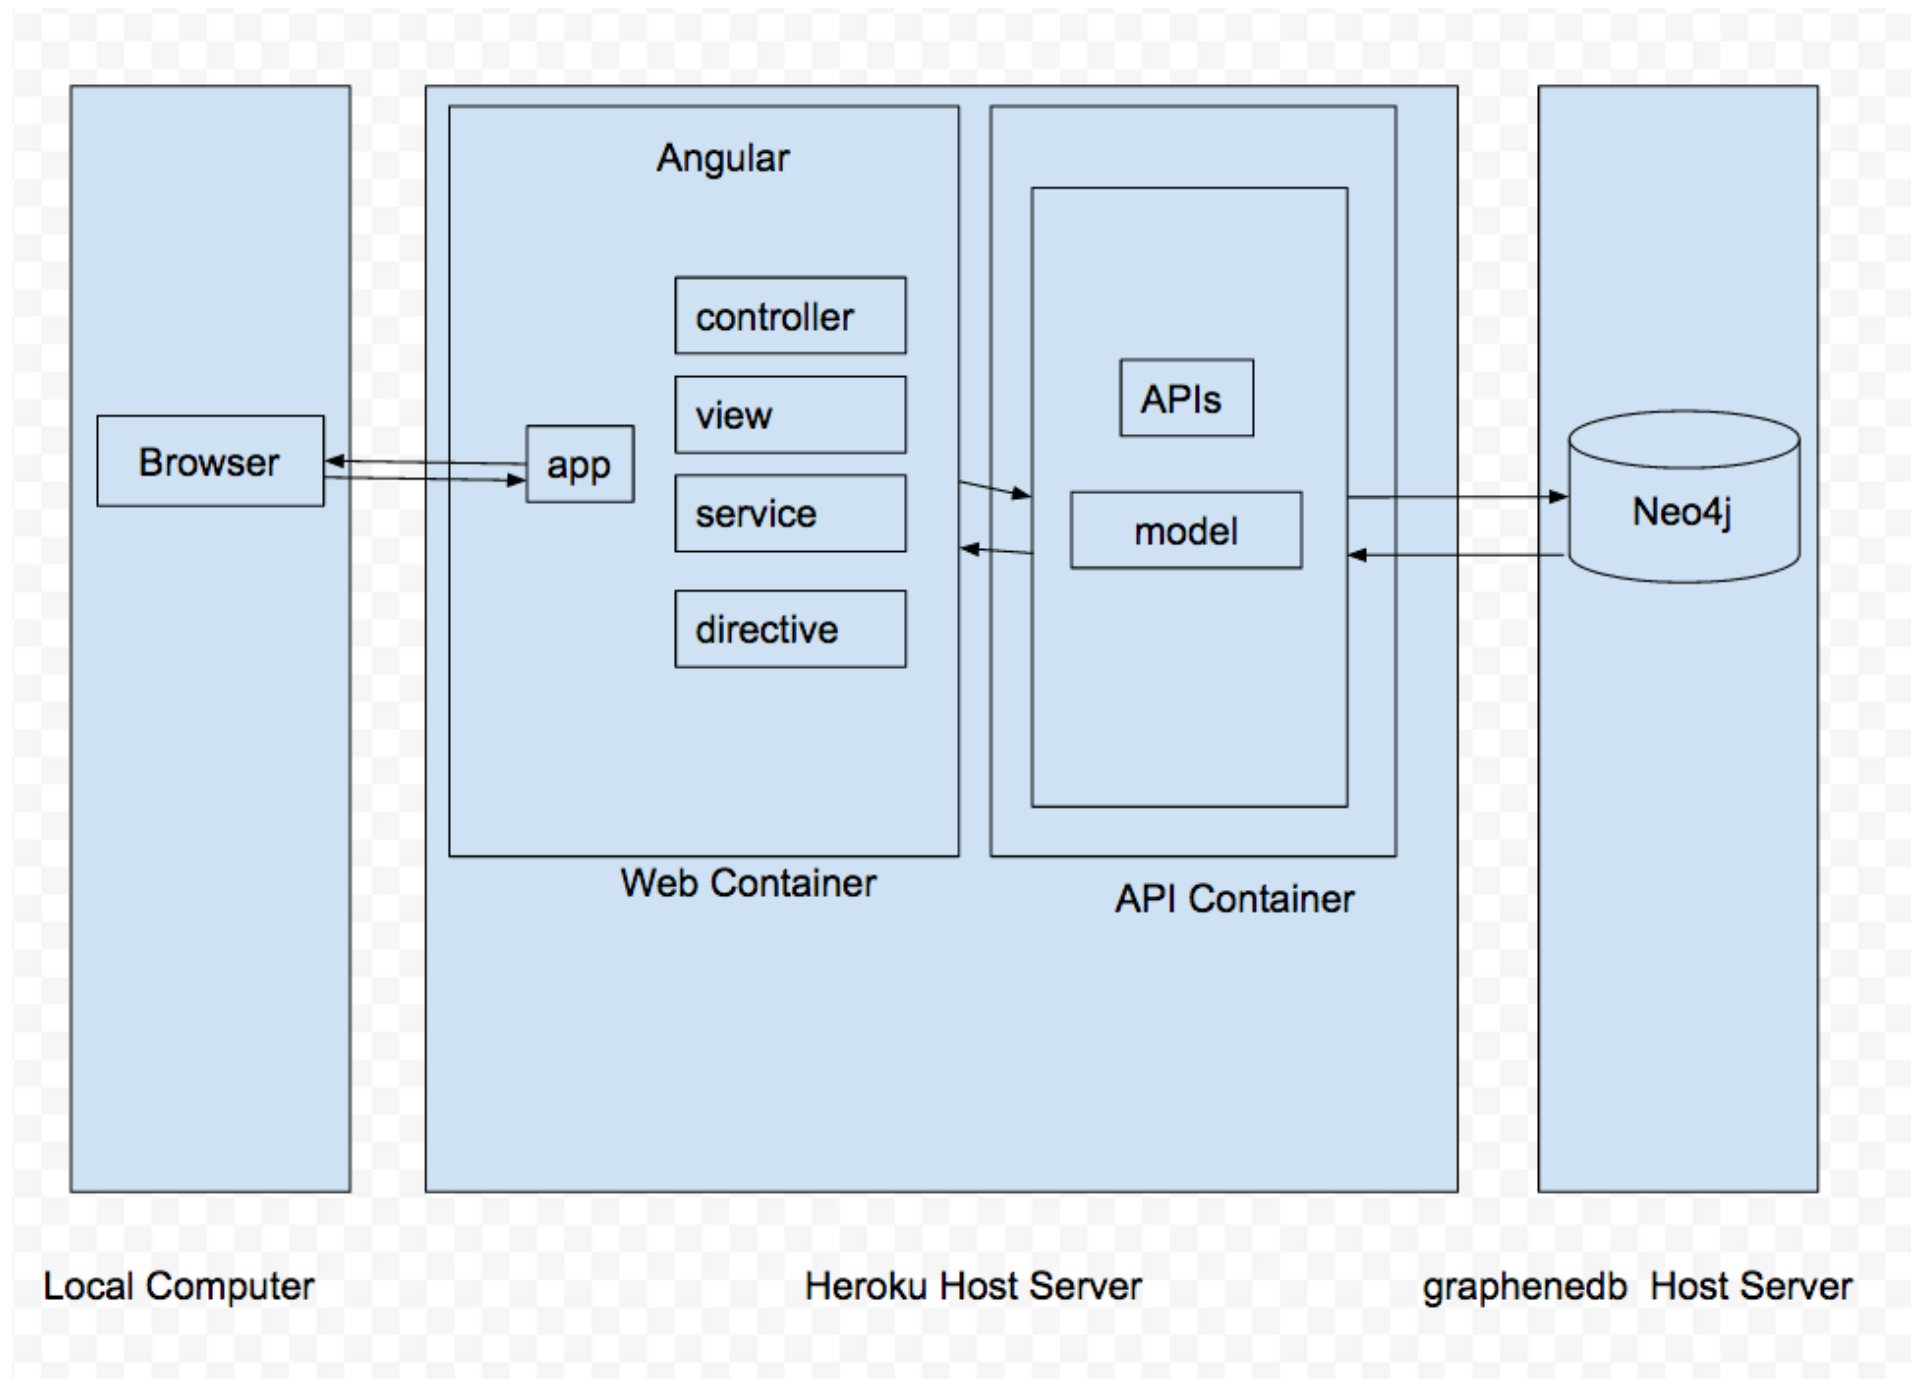 Angular
controller
view
service
directive
app
Browser
APIs
model
Neo4j
Web Container
API Container
Local Computer
Heroku Host Server
graphenedb  Host Server